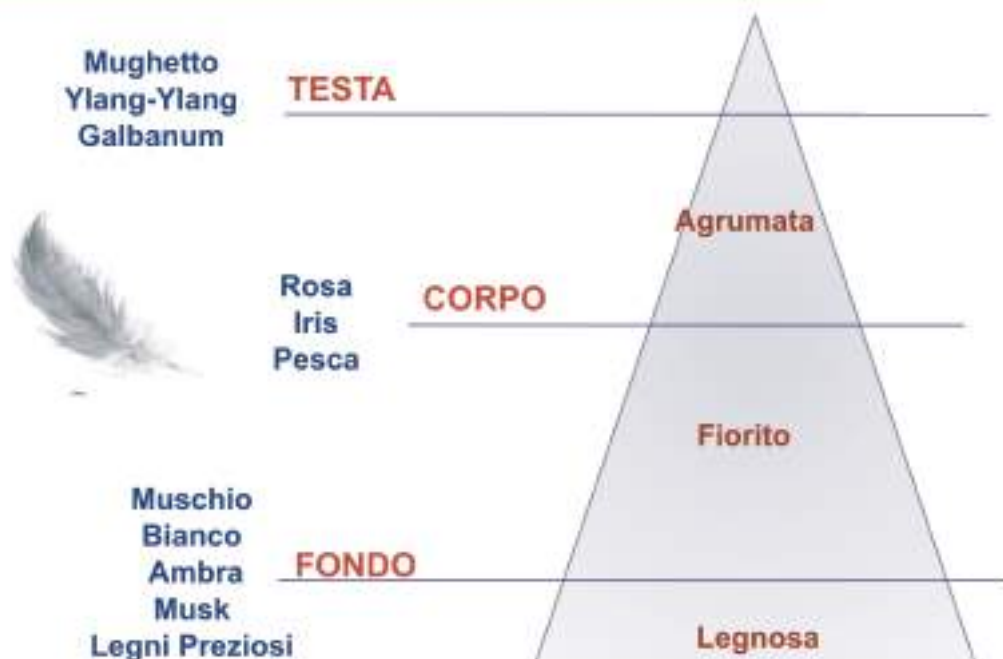 Mughetto
Ylang-Ylang
Galbanum
TESTA
Agrumata
Rosa
Iris
Pesca
CORPO
Fiorito
Muschio
Bianco
Ambra
Musk
Legni Preziosi
FONDO
Legnosa